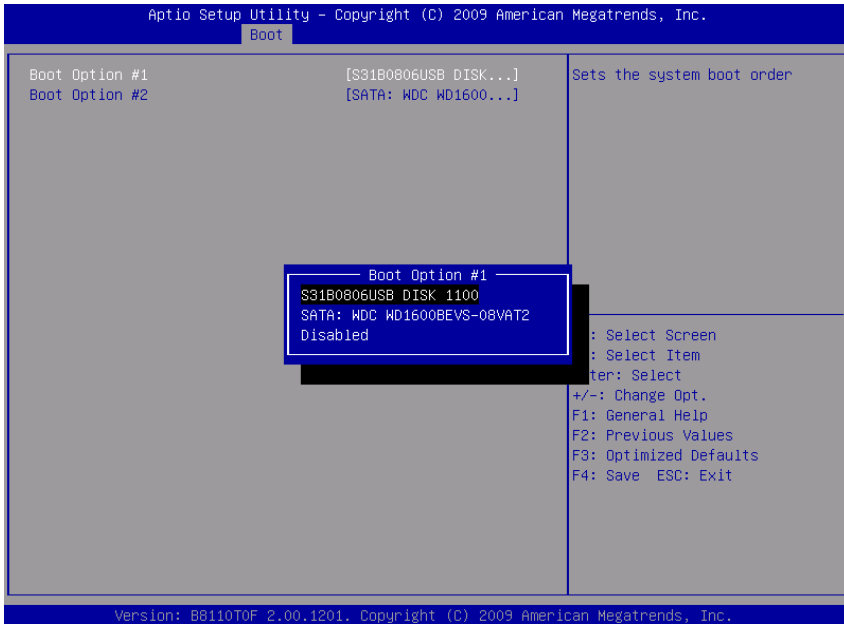 Aptio Setup Utility – Copyright (C) 2009 American Megatrends, Inc.
Boot
Boot Option #1 [S31B0806USB DISK...] Sets the system boot order
Boot Option #2 [SATA: WDC WD1600...]
Boot Option #1
S31B0806USB DISK 1100
SATA: WDC WD1600BEVS-08VAT2
Disabled
: Select Screen
: Select Item
ter: Select
+/-: Change Opt.
F1: General Help
F2: Previous Values
F3: Optimized Defaults
F4: Save ESC: Exit
Version: B8110TOF 2.00.1201. Copyright (C) 2009 American Megatrends, Inc.